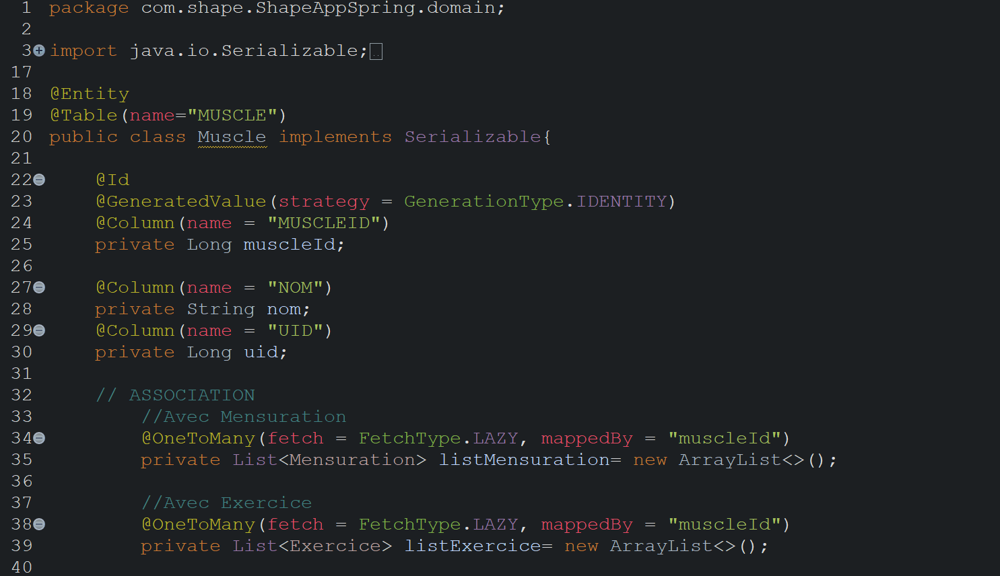 1 package com.shape.ShapeAppSpring.domain;
2
3 import java.io.Serializable;
17
18 @Entity
19 @Table(name="MUSCLE")
20 public class Muscle implements Serializable{
21
22 @Id
23 @GeneratedValue(strategy = GenerationType.IDENTITY)
24 @Column(name = "MUSCLEID")
25 private Long muscleId;
26
27 @Column(name = "NOM")
28 private String nom;
29 @Column(name = "UID")
30 private Long uid;
31
32 // ASSOCIATION
33 //Avec Mensuration
34 @OneToMany(fetch = FetchType.LAZY, mappedBy = "muscleId")
35 private List<Mensuration> listMensuration= new ArrayList<>();
36
37 //Avec Exercice
38 @OneToMany(fetch = FetchType.LAZY, mappedBy = "muscleId")
39 private List<Exercice> listExercice= new ArrayList<>();
40